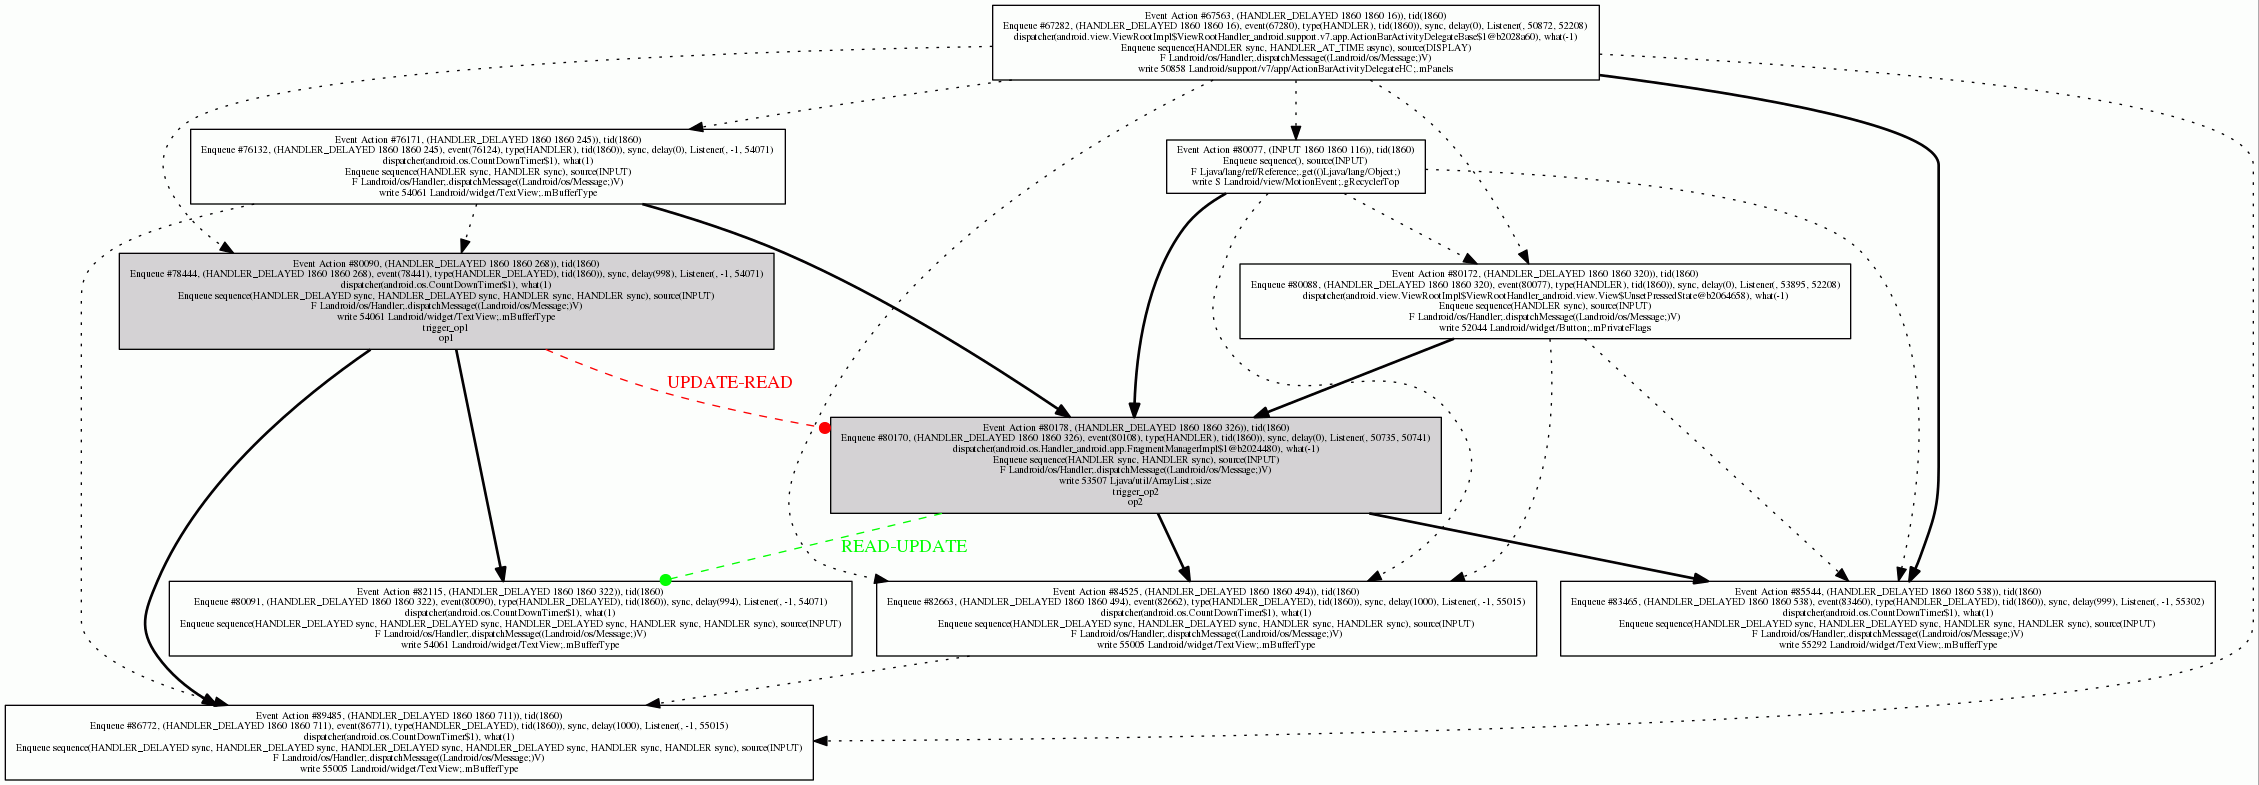 Event Action #67563, (HANDLER_DELAYED 1860 1860 16)), tid(1860)
Enqueue #67282, (HANDLER_DELAYED 1860 1860 16), event(67280), type(HANDLER), tid(1860)), sync, delay(0), Listener(, 50872, 52208)
dispatcher(android.view.ViewRootImpl$ViewRootHandler_android.support.v7.app.ActionBarActivityDelegateBase$1@b2028a60), what(-1)
Enqueue sequence(HANDLER sync, HANDLER_AT_TIME async), source(DISPLAY)
F Landroid/os/Handler;.dispatchMessage((Landroid/os/Message;)V)
write 50858 Landroid/support/v7/app/ActionBarActivityDelegateHC;.mPanels
Event Action #76171, (HANDLER_DELAYED 1860 1860 245)), tid(1860)
Enqueue #76132, (HANDLER_DELAYED 1860 1860 245), event(76124), type(HANDLER), tid(1860)), sync, delay(0), Listener(, -1, 54071)
dispatcher(android.os.CountDownTimer$1), what(1)
Enqueue sequence(HANDLER sync, HANDLER sync), source(INPUT)
F Landroid/os/Handler;.dispatchMessage((Landroid/os/Message;)V)
write 54061 Landroid/widget/TextView;.mBufferType
Event Action #80077, (INPUT 1860 1860 116)), tid(1860)
Enqueue sequence(), source(INPUT)
F Ljava/lang/ref/Reference;.get(()Ljava/lang/Object;)
write S Landroid/view/MotionEvent;.gRecyclerTop
Event Action #80090, (HANDLER_DELAYED 1860 1860 268)), tid(1860)
Enqueue #78444, (HANDLER_DELAYED 1860 1860 268), event(78441), type(HANDLER_DELAYED), tid(1860)), sync, delay(998), Listener(, -1, 54071)
dispatcher(android.os.CountDownTimer$1), what(1)
Enqueue sequence(HANDLER_DELAYED sync, HANDLER_DELAYED sync, HANDLER sync, HANDLER sync), source(INPUT)
F Landroid/os/Handler;.dispatchMessage((Landroid/os/Message;)V)
write 54061 Landroid/widget/TextView;.mBufferType
trigger_op1
op1
Event Action #80172, (HANDLER_DELAYED 1860 1860 320)), tid(1860)
Enqueue #80088, (HANDLER_DELAYED 1860 1860 320), event(80077), type(HANDLER), tid(1860)), sync, delay(0), Listener(, 53895, 52208)
dispatcher(android.view.ViewRootImpl$ViewRootHandler_android.view.View$UnsetPressedState@b2064658), what(-1)
Enqueue sequence(HANDLER sync), source(INPUT)
F Landroid/os/Handler;.dispatchMessage((Landroid/os/Message;)V)
write 52044 Landroid/widget/Button;.mPrivateFlags
UPDATE-READ
Event Action #80178, (HANDLER_DELAYED 1860 1860 326)), tid(1860)
Enqueue #80170, (HANDLER_DELAYED 1860 1860 326), event(80108), type(HANDLER), tid(1860)), sync, delay(0), Listener(, 50735, 50741)
dispatcher(android.os.Handler_android.app.FragmentManagerImpl$1@b2024480), what(-1)
Enqueue sequence(HANDLER sync, HANDLER sync), source(INPUT)
F Landroid/os/Handler;.dispatchMessage((Landroid/os/Message;)V)
write 53507 Ljava/util/ArrayList;.size
trigger_op2
op2
READ-UPDATE
Event Action #82115, (HANDLER_DELAYED 1860 1860 322)), tid(1860)
Enqueue #80091, (HANDLER_DELAYED 1860 1860 322), event(80090), type(HANDLER_DELAYED), tid(1860)), sync, delay(994), Listener(, -1, 54071)
dispatcher(android.os.CountDownTimer$1), what(1)
Enqueue sequence(HANDLER_DELAYED sync, HANDLER_DELAYED sync, HANDLER_DELAYED sync, HANDLER sync, HANDLER sync), source(INPUT)
F Landroid/os/Handler;.dispatchMessage((Landroid/os/Message;)V)
write 54061 Landroid/widget/TextView;.mBufferType
Event Action #84525, (HANDLER_DELAYED 1860 1860 494)), tid(1860)
Enqueue #82663, (HANDLER_DELAYED 1860 1860 494), event(82662), type(HANDLER_DELAYED), tid(1860)), sync, delay(1000), Listener(, -1, 55015)
dispatcher(android.os.CountDownTimer$1), what(1)
Enqueue sequence(HANDLER_DELAYED sync, HANDLER_DELAYED sync, HANDLER sync, HANDLER sync), source(INPUT)
F Landroid/os/Handler;.dispatchMessage((Landroid/os/Message;)V)
write 55005 Landroid/widget/TextView;.mBufferType
Event Action #85544, (HANDLER_DELAYED 1860 1860 538)), tid(1860)
Enqueue #83465, (HANDLER_DELAYED 1860 1860 538), event(83460), type(HANDLER_DELAYED), tid(1860)), sync, delay(999), Listener(, -1, 55302)
dispatcher(android.os.CountDownTimer$1), what(1)
Enqueue sequence(HANDLER_DELAYED sync, HANDLER_DELAYED sync, HANDLER sync, HANDLER sync), source(INPUT)
F Landroid/os/Handler;.dispatchMessage((Landroid/os/Message;)V)
write 55292 Landroid/widget/TextView;.mBufferType
Event Action #89485, (HANDLER_DELAYED 1860 1860 711)), tid(1860)
Enqueue #86772, (HANDLER_DELAYED 1860 1860 711), event(86771), type(HANDLER_DELAYED), tid(1860)), sync, delay(1000), Listener(, -1, 55015)
dispatcher(android.os.CountDownTimer$1), what(1)
Enqueue sequence(HANDLER_DELAYED sync, HANDLER_DELAYED sync, HANDLER_DELAYED sync, HANDLER_DELAYED sync, HANDLER sync, HANDLER sync), source(INPUT)
F Landroid/os/Handler;.dispatchMessage((Landroid/os/Message;)V)
write 55005 Landroid/widget/TextView;.mBufferType